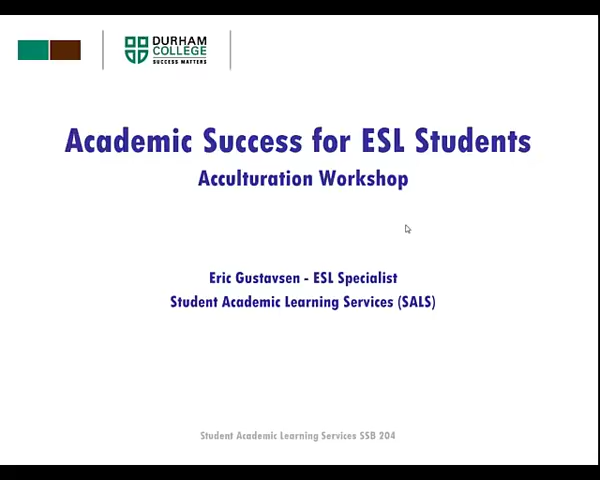 DURHAM
COLLEGE
SUCCESS MATTERS
Academic Success for ESL Students
Acculturation Workshop
Eric Gustavsen - ESL Specialist
Student Academic Learning Services (SALS)
Student Academic Learning Services SSB 204